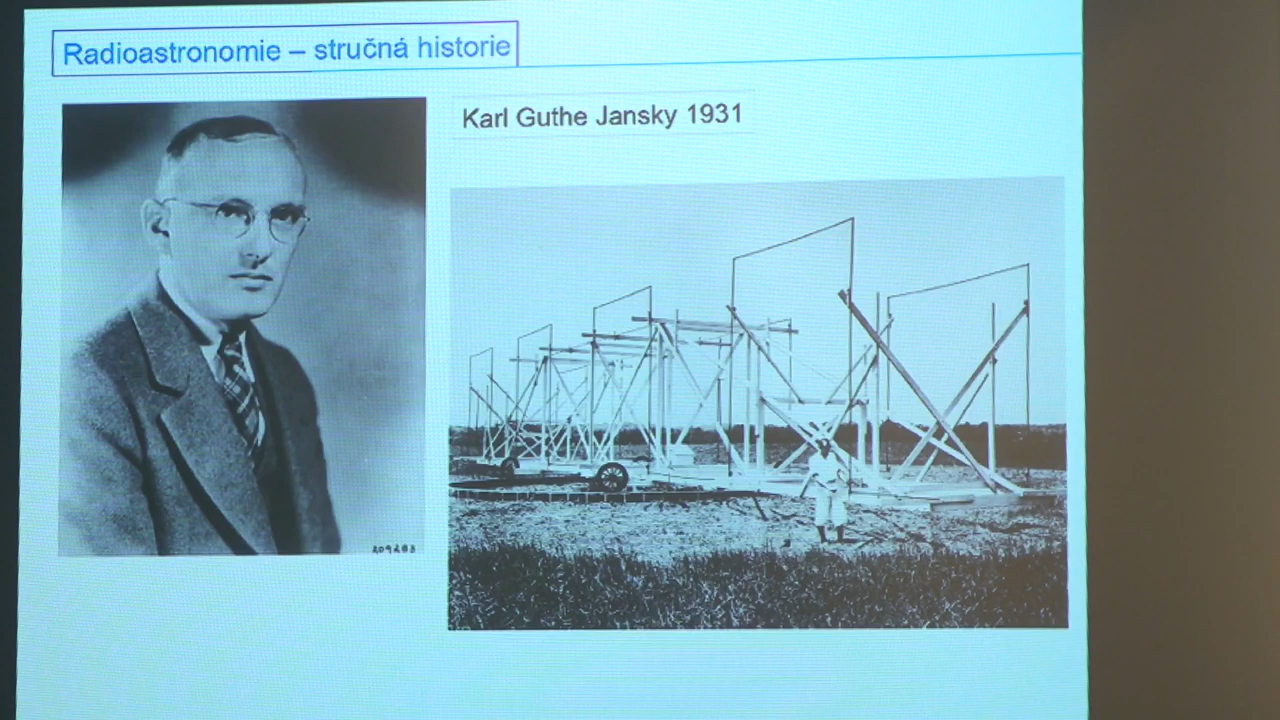 Radioastronomie – stručná historie
Karl Guthe Jansky 1931